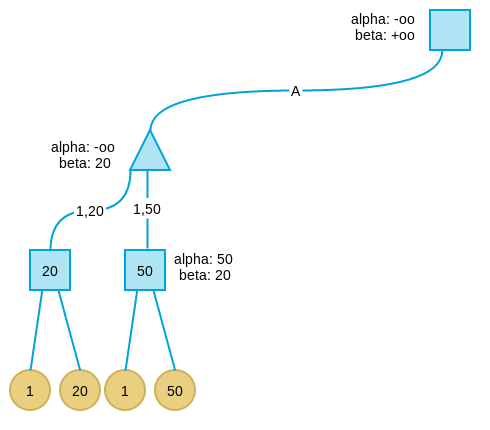 alpha: -oo
beta: +oo
A
alpha: -oo
beta: 20
1,20
1,50
20
50
alpha: 50
beta: 20
1
20
1
50